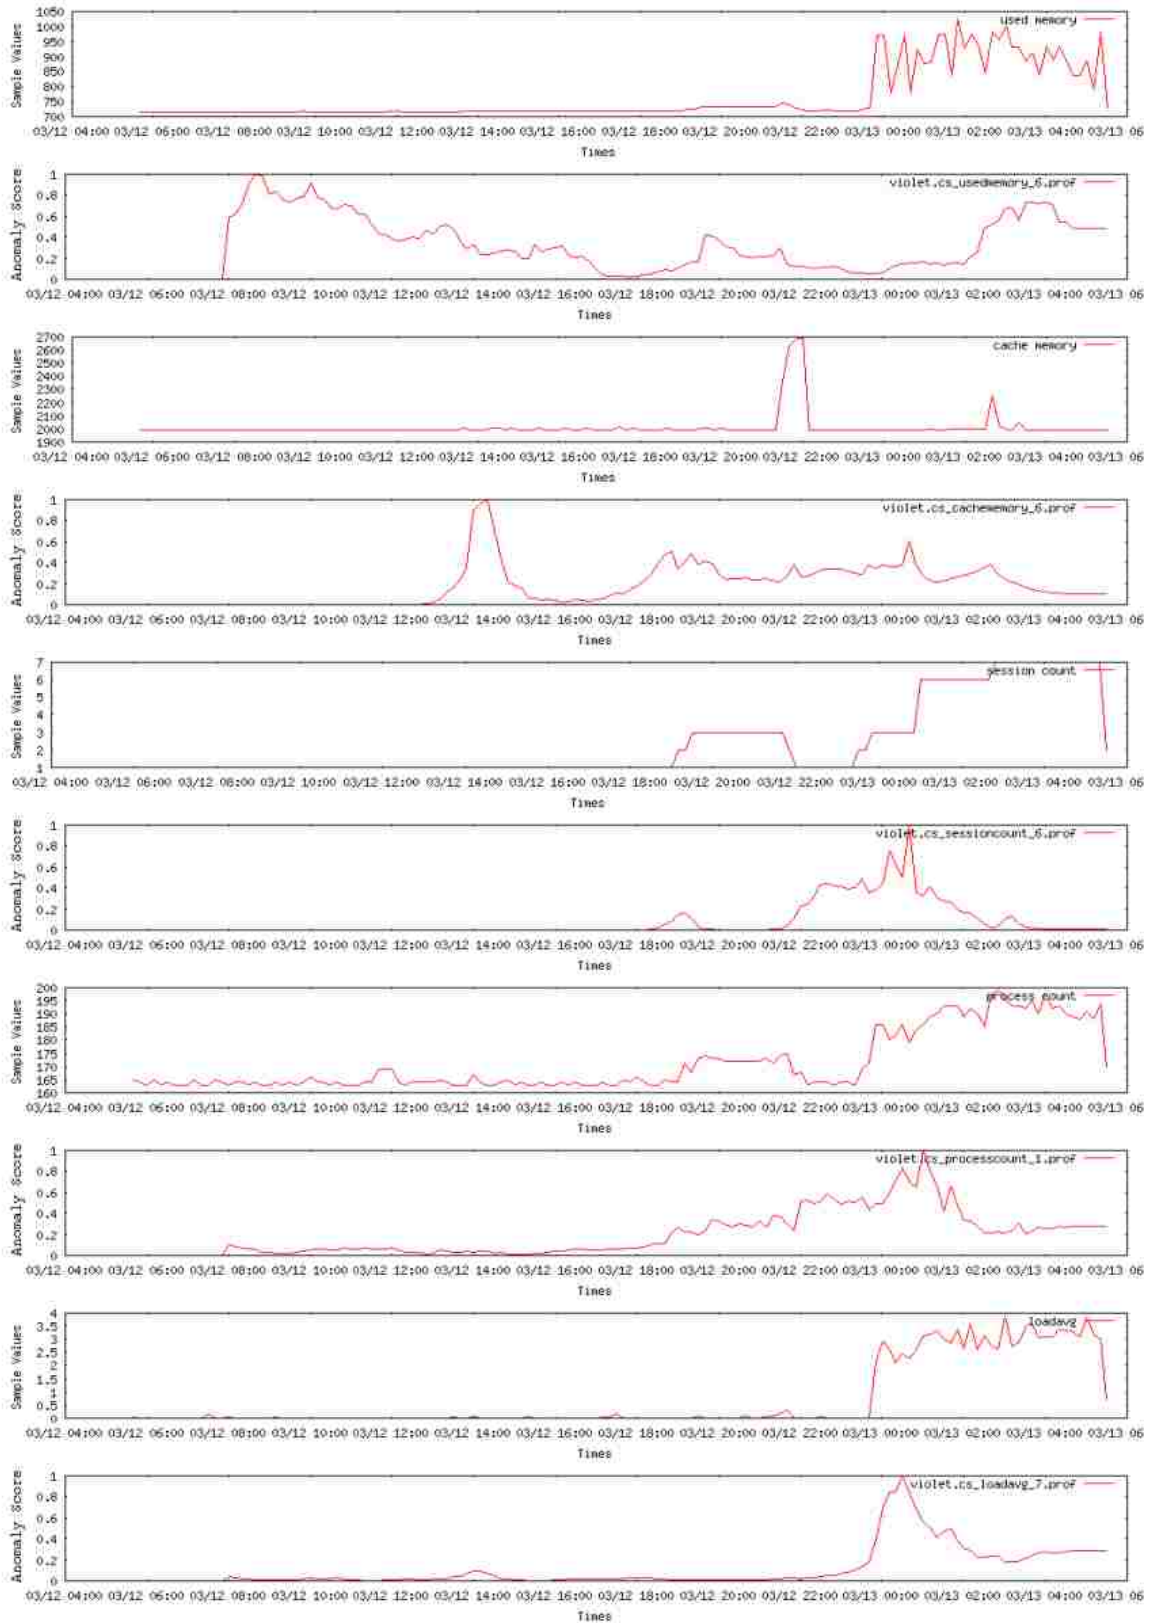 1050
1000
950
900
850
800
750
700
Sample Values
used memory
03/12 04:00 03/12 06:00 03/12 08:00 03/12 10:00 03/12 12:00 03/12 14:00 03/12 16:00 03/12 18:00 03/12 20:00 03/12 22:00 03/13 00:00 03/13 02:00 03/13 04:00 03/13 06
Times
1
0.8
0.6
0.4
0.2
0
Anomaly Score
violet.cs_usedmemory_6.prof
03/12 04:00 03/12 06:00 03/12 08:00 03/12 10:00 03/12 12:00 03/12 14:00 03/12 16:00 03/12 18:00 03/12 20:00 03/12 22:00 03/13 00:00 03/13 02:00 03/13 04:00 03/13 06
Times
2700
2600
2500
2400
2300
2200
2100
2000
1900
Sample Values
cache memory
03/12 04:00 03/12 06:00 03/12 08:00 03/12 10:00 03/12 12:00 03/12 14:00 03/12 16:00 03/12 18:00 03/12 20:00 03/12 22:00 03/13 00:00 03/13 02:00 03/13 04:00 03/13 06
Times
1
0.8
0.6
0.4
0.2
0
Anomaly Score
violet.cs_cachememory_6.prof
03/12 04:00 03/12 06:00 03/12 08:00 03/12 10:00 03/12 12:00 03/12 14:00 03/12 16:00 03/12 18:00 03/12 20:00 03/12 22:00 03/13 00:00 03/13 02:00 03/13 04:00 03/13 06
Times
7
6
5
4
3
2
1
Sample Values
session count
03/12 04:00 03/12 06:00 03/12 08:00 03/12 10:00 03/12 12:00 03/12 14:00 03/12 16:00 03/12 18:00 03/12 20:00 03/12 22:00 03/13 00:00 03/13 02:00 03/13 04:00 03/13 06
Times
1
0.8
0.6
0.4
0.2
0
Anomaly Score
violet.cs_sessioncount_6.prof
03/12 04:00 03/12 06:00 03/12 08:00 03/12 10:00 03/12 12:00 03/12 14:00 03/12 16:00 03/12 18:00 03/12 20:00 03/12 22:00 03/13 00:00 03/13 02:00 03/13 04:00 03/13 06
Times
200
195
190
185
180
175
170
165
160
Sample Values
process count
03/12 04:00 03/12 06:00 03/12 08:00 03/12 10:00 03/12 12:00 03/12 14:00 03/12 16:00 03/12 18:00 03/12 20:00 03/12 22:00 03/13 00:00 03/13 02:00 03/13 04:00 03/13 06
Times
1
0.8
0.6
0.4
0.2
0
Anomaly Score
violet.cs_processcount_1.prof
03/12 04:00 03/12 06:00 03/12 08:00 03/12 10:00 03/12 12:00 03/12 14:00 03/12 16:00 03/12 18:00 03/12 20:00 03/12 22:00 03/13 00:00 03/13 02:00 03/13 04:00 03/13 06
Times
4
3.5
3
2.5
2
1.5
1
0.5
0
Sample Values
loadavg
03/12 04:00 03/12 06:00 03/12 08:00 03/12 10:00 03/12 12:00 03/12 14:00 03/12 16:00 03/12 18:00 03/12 20:00 03/12 22:00 03/13 00:00 03/13 02:00 03/13 04:00 03/13 06
Times
1
0.8
0.6
0.4
0.2
0
Anomaly Score
violet.cs_loadavg_7.prof
03/12 04:00 03/12 06:00 03/12 08:00 03/12 10:00 03/12 12:00 03/12 14:00 03/12 16:00 03/12 18:00 03/12 20:00 03/12 22:00 03/13 00:00 03/13 02:00 03/13 04:00 03/13 06
Times